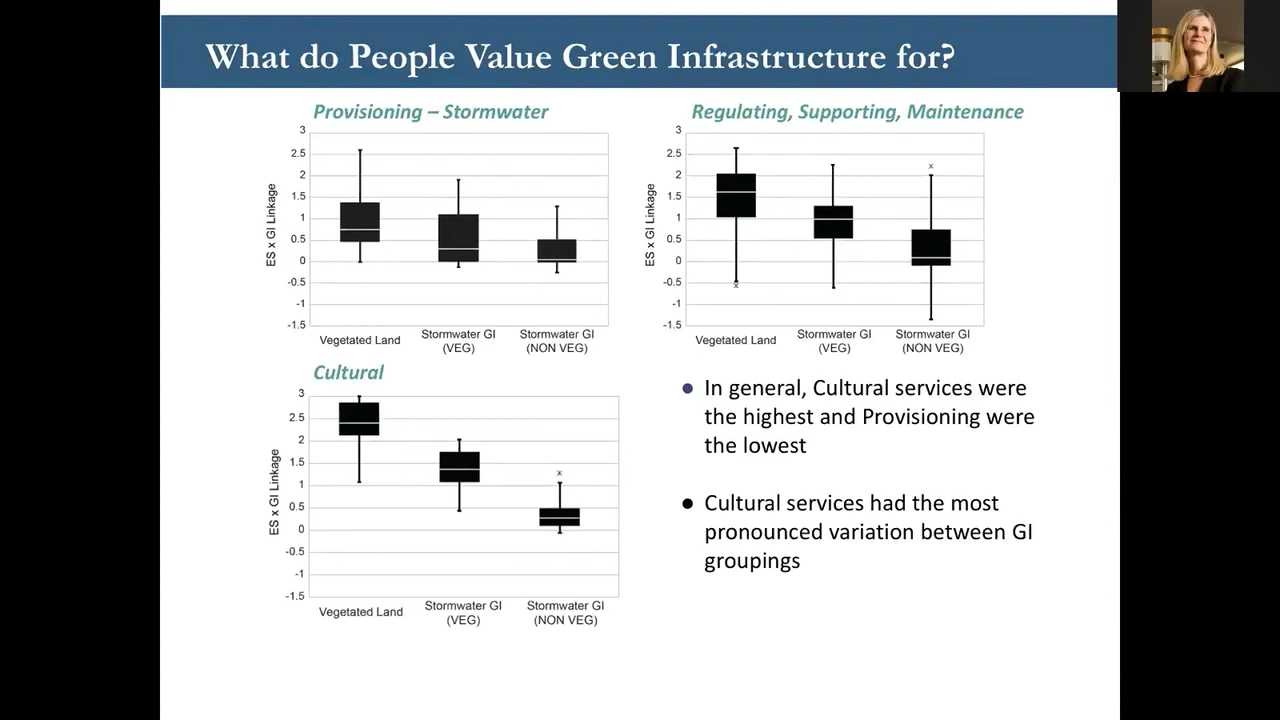 What do People Value Green Infrastructure for?
Provisioning – Stormwater
3
2.5
2
1.5
1
0.5
0
-0.5
-1
-1.5
ES x GI Linkage
Vegetated Land
Stormwater GI
(VEG)
Stormwater GI
(NON VEG)
Regulating, Supporting, Maintenance
3
2.5
2
1.5
1
0.5
0
-0.5
-1
-1.5
ES x GI Linkage
Vegetated Land
Stormwater GI
(VEG)
Stormwater GI
(NON VEG)
Cultural
3
2.5
2
1.5
1
0.5
0
-0.5
-1
-1.5
ES x GI Linkage
Vegetated Land
Stormwater GI
(VEG)
Stormwater GI
(NON VEG)
• In general, Cultural services were
the highest and Provisioning were
the lowest
• Cultural services had the most
pronounced variation between GI
groupings